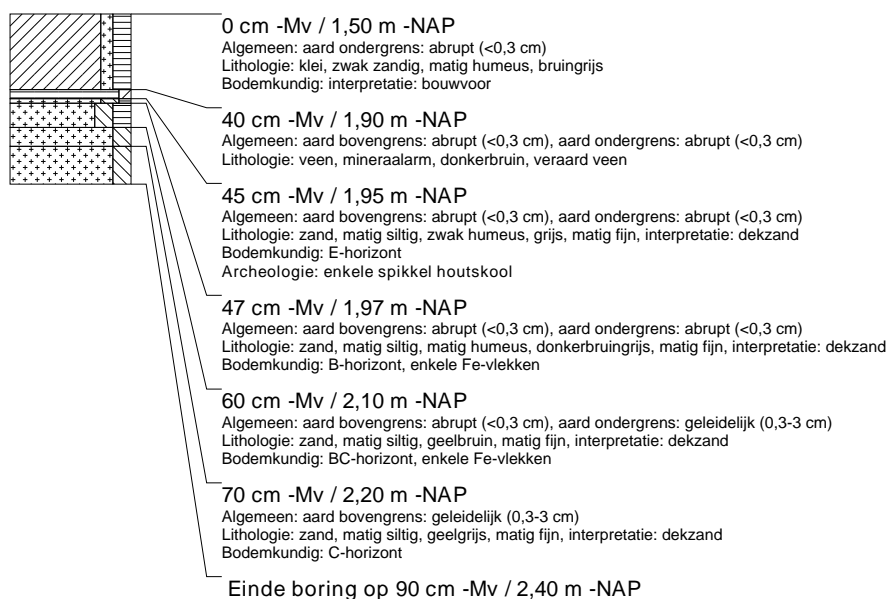 0 cm -Mv / 1,50 m -NAP
Algemeen: aard ondergrens: abrupt (<0,3 cm)
Lithologie: klei, zwak zandig, matig humeus, bruingrijs
Bodemkundig: interpretatie: bouwvoor
40 cm -Mv / 1,90 m -NAP
Algemeen: aard bovengrens: abrupt (<0,3 cm), aard ondergrens: abrupt (<0,3 cm)
Lithologie: veen, mineraalarm, donkerbruin, veraard veen
45 cm -Mv / 1,95 m -NAP
Algemeen: aard bovengrens: abrupt (<0,3 cm), aard ondergrens: abrupt (<0,3 cm)
Lithologie: zand, matig siltig, zwak humeus, grijs, matig fijn, interpretatie: dekzand
Bodemkundig: E-horizont
Archeologie: enkele spikkel houtskool
47 cm -Mv / 1,97 m -NAP
Algemeen: aard bovengrens: abrupt (<0,3 cm), aard ondergrens: abrupt (<0,3 cm)
Lithologie: zand, matig siltig, matig humeus, donkerbruingrijs, matig fijn, interpretatie: dekzand
Bodemkundig: B-horizont, enkele Fe-vlekken
60 cm -Mv / 2,10 m -NAP
Algemeen: aard bovengrens: abrupt (<0,3 cm), aard ondergrens: geleidelijk (0,3-3 cm)
Lithologie: zand, matig siltig, geelbruin, matig fijn, interpretatie: dekzand
Bodemkundig: BC-horizont, enkele Fe-vlekken
70 cm -Mv / 2,20 m -NAP
Algemeen: aard bovengrens: geleidelijk (0,3-3 cm)
Lithologie: zand, matig siltig, geelgrijs, matig fijn, interpretatie: dekzand
Bodemkundig: C-horizont
Einde boring op 90 cm -Mv / 2,40 m -NAP